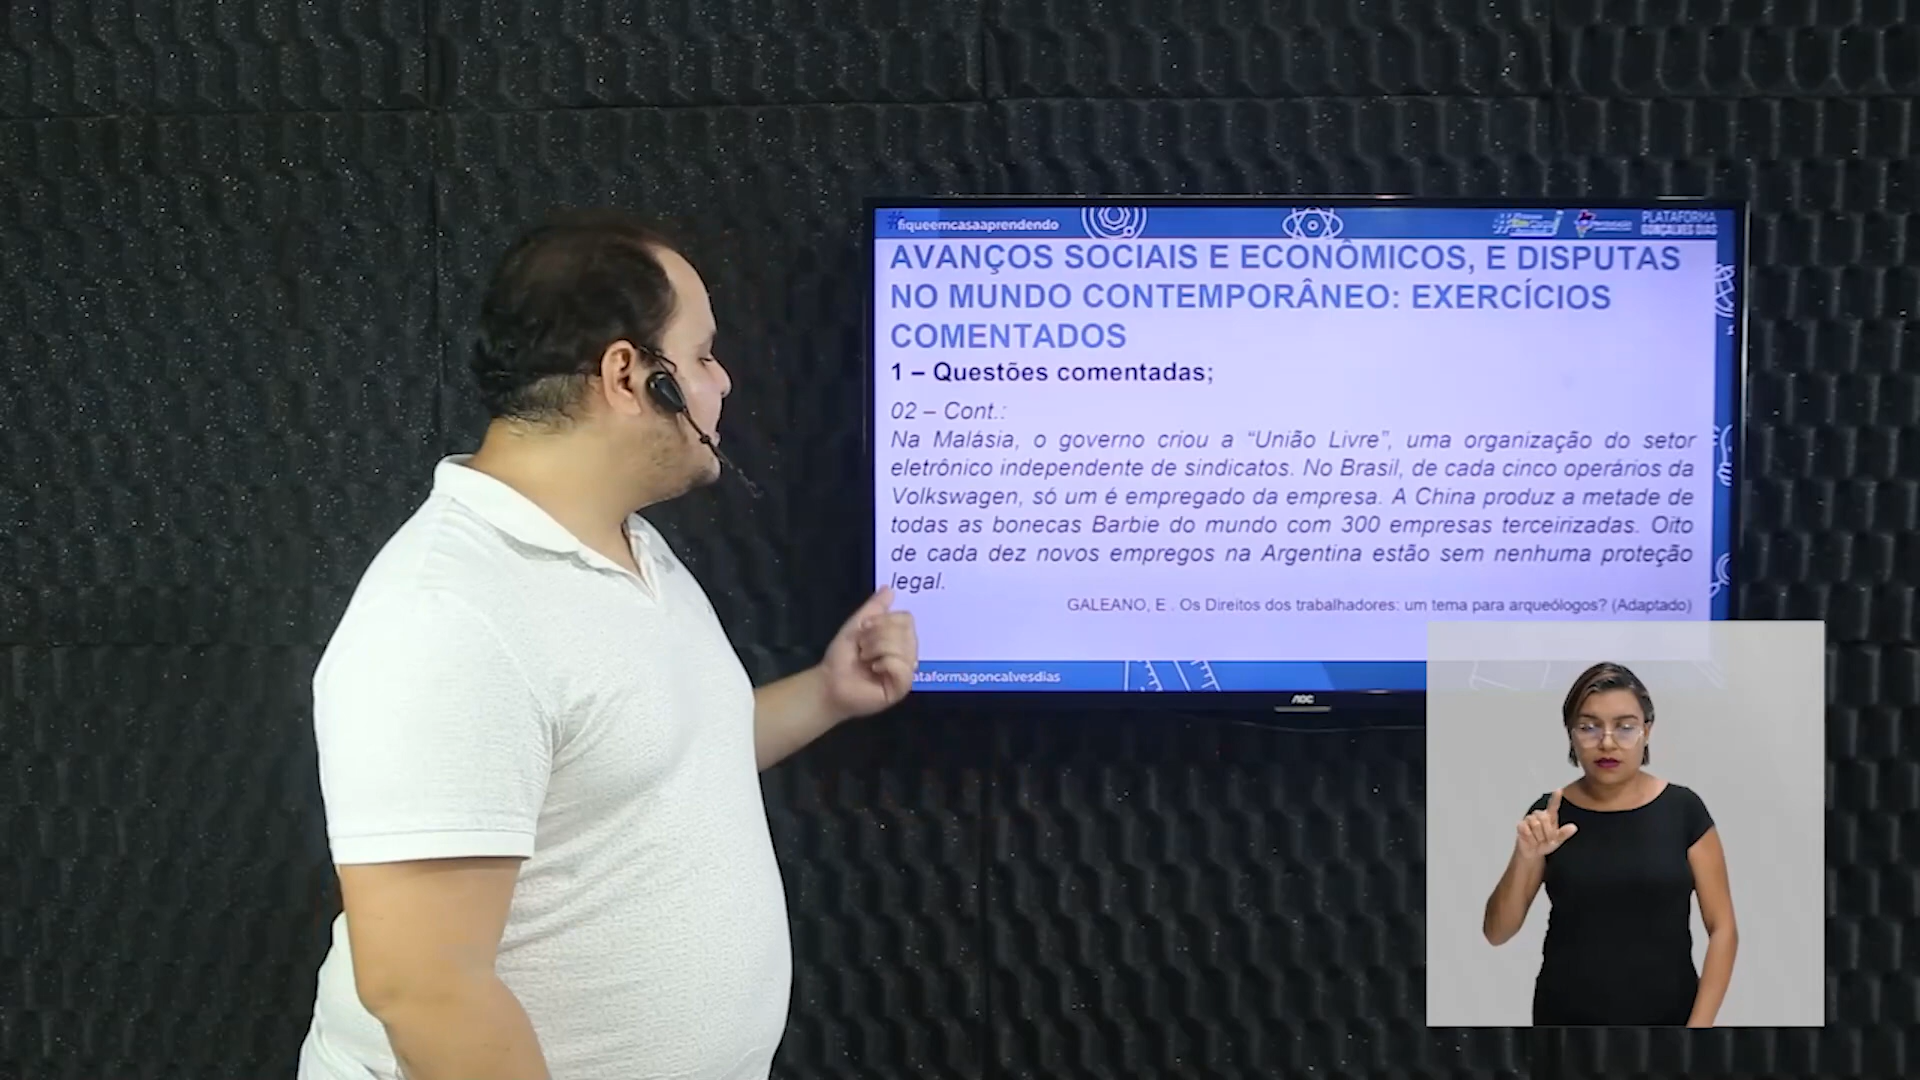 #fiqueemcasaaprendendo
PLATAFORMA
GONÇALVES DIAS
AVANÇOS SOCIAIS E ECONÔMICOS, E DISPUTAS
NO MUNDO CONTEMPORÂNEO: EXERCÍCIOS
COMENTADOS
1 – Questões comentadas;
02 – Cont.:
Na Malásia, o governo criou a “União Livre”, uma organização do setor
eletrônico independente de sindicatos. No Brasil, de cada cinco operários da
Volkswagen, só um é empregado da empresa. A China produz a metade de
todas as bonecas Barbie do mundo com 300 empresas terceirizadas. Oito
de cada dez novos empregos na Argentina estão sem nenhuma proteção
legal.
GALEANO, E . Os Direitos dos trabalhadores: um tema para arqueólogos? (Adaptado)
ataformagoncalvesdias
AOC